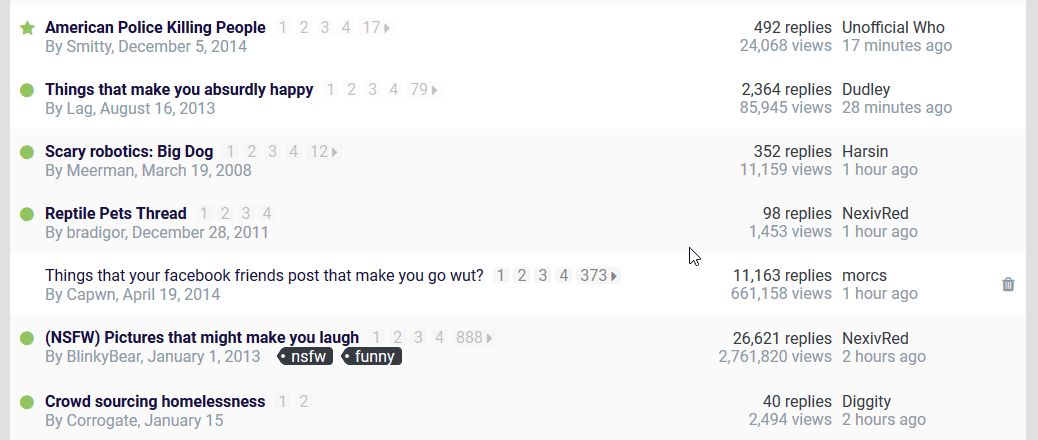 American Police Killing People 1 2 3 4 17 492 replies Unofficial Who
By Smitty, December 5, 2014 24,068 views 17 minutes ago
Things that make you absurdly happy 1 2 3 4 79 2,364 replies Dudley
By Lag, August 16, 2013 85,945 views 28 minutes ago
Scary robotics: Big Dog 1 2 3 4 12 352 replies Harsin
By Meerman, March 19, 2008 11,159 views 1 hour ago
Reptile Pets Thread 1 2 3 4 98 replies NexivRed
By bradigor, December 28, 2011 1,453 views 1 hour ago
Things that your facebook friends post that make you go wut? 1 2 3 4 373 11,163 replies morcs
By Capwn, April 19, 2014 661,158 views 1 hour ago
(NSFW) Pictures that might make you laugh 1 2 3 4 888 26,621 replies NexivRed
By BlinkyBear, January 1, 2013 nsfw funny 2,761,820 views 2 hours ago
Crowd sourcing homelessness 1 2 40 replies Diggity
By Corrogate, January 15 2,494 views 2 hours ago